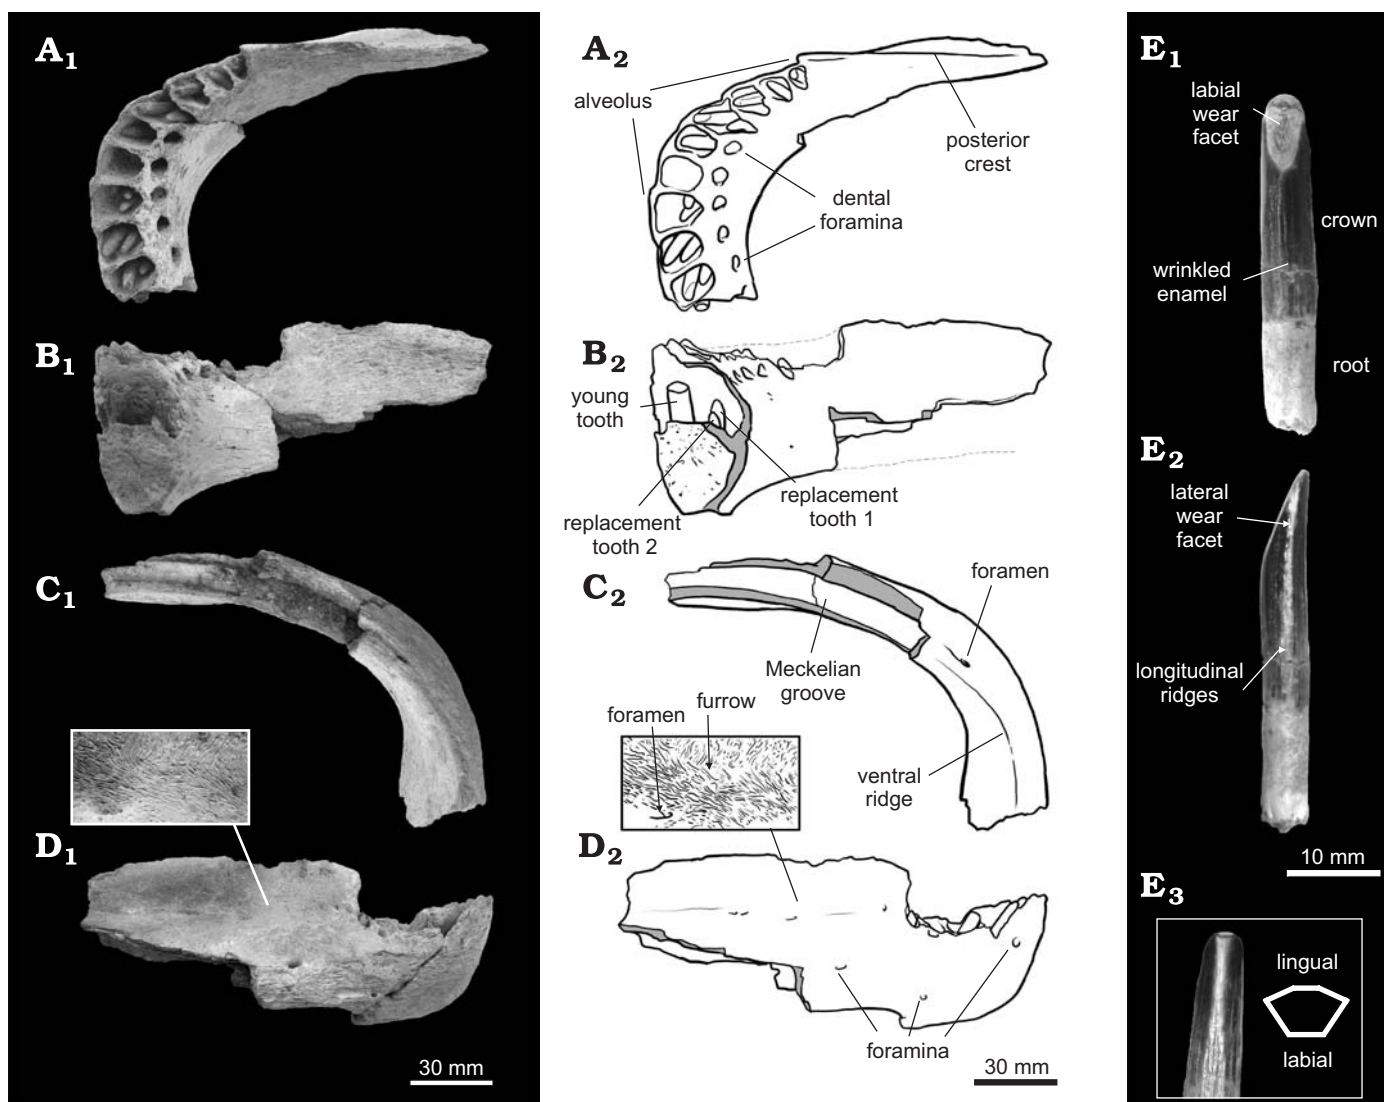 A1
A2
alveolus
posterior
crest
dental
foramina
B1
B2
young
tooth
replacement
tooth 1
replacement
tooth 2
C1
C2
foramen
Meckelian
groove
foramen
furrow
ventral
ridge
D1
D2
foramina
30 mm
30 mm
E1
labial
wear
facet
crown
wrinkled
enamel
root
E2
lateral
wear
facet
longitudinal
ridges
10 mm
E3
lingual
labial